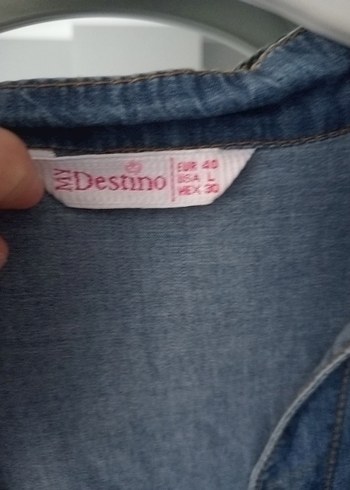 MY Destino
EUR 40
USA L
MEX 30